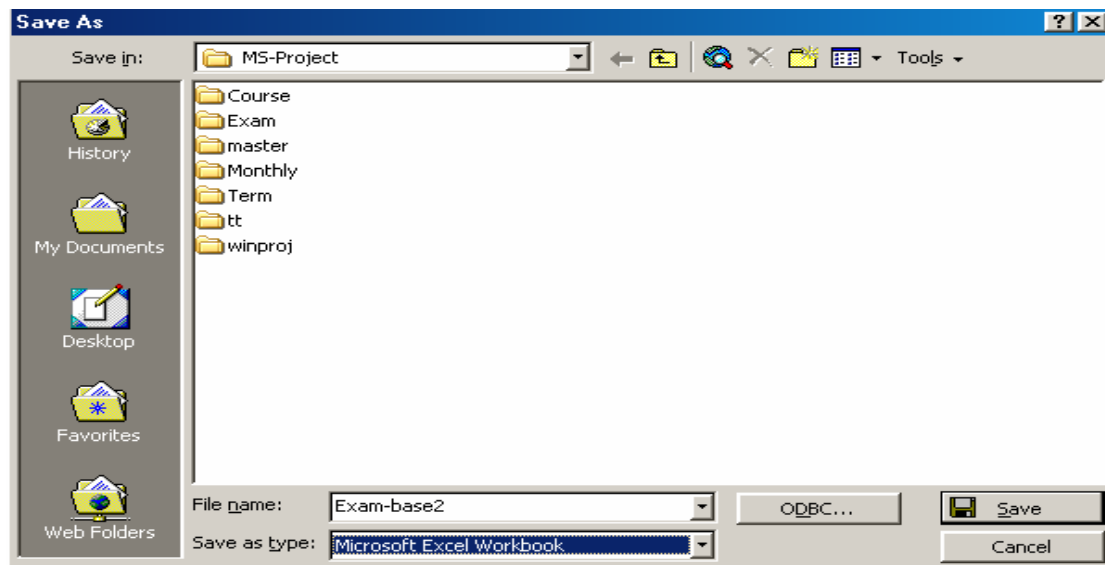 Save As
Save in:
MS-Project
Tools
History
My Documents
Desktop
Favorites
Web Folders
Course
Exam
master
Monthly
Term
tt
winproj
File name:
Exam-base2
ODBC...
Save
Save as type:
Microsoft Excel Workbook
Cancel